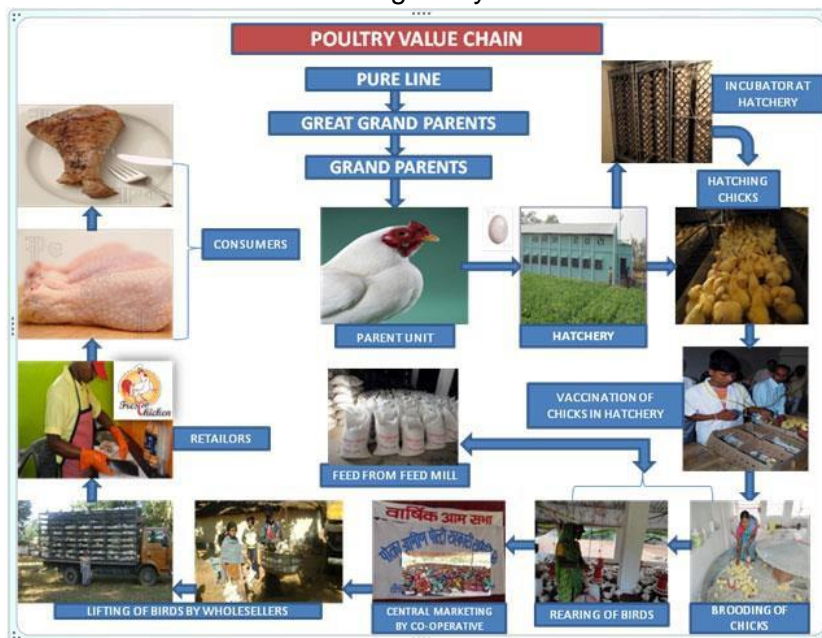 POULTRY VALUE CHAIN
PURE LINE
GREAT GRAND PARENTS
GRAND PARENTS
INCUBATOR AT
HATCHERY
HATCHING
CHICKS
CONSUMERS
PARENT UNIT
HATCHERY
VACCINATION OF
CHICKS IN HATCHERY
Chicken
RETAILORS
FEED FROM FEED MILL
वार्षिक आम सभा
LIFTING OF BIRDS BY WHOLESELLERS
CENTRAL MARKETING
BY CO-OPERATIVE
REARING OF BIRDS
BROODING OF
CHICKS